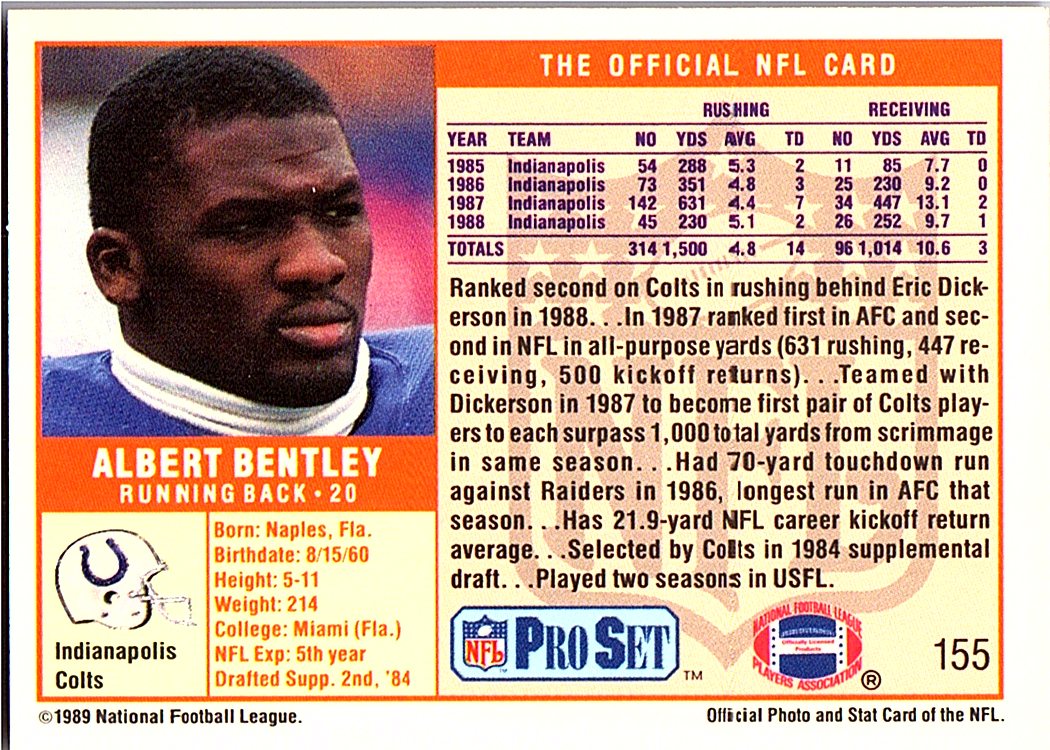 THE OFFICIAL NFL CARD
RUSHING RECEIVING
YEAR TEAM NO YDS AVG TD NO YDS AVG TD
1985 Indianapolis 54 288 5.3 2 11 85 7.7 0
1986 Indianapolis 73 351 4.8 3 25 230 9.2 0
1987 Indianapolis 142 631 4.4 7 34 447 13.1 2
1988 Indianapolis 45 230 5.1 2 26 252 9.7 1
TOTALS 314 1,500 4.8 14 96 1,014 10.6 3
Ranked second on Colts in rushing behind Eric Dick-
erson in 1988. . .In 1987 ranked first in AFC and sec-
ond in NFL in all-purpose yards (631 rushing, 447 re-
ceiving, 500 kickoff returns). . .Teamed with
Dickerson in 1987 to become first pair of Colts play-
ers to each surpass 1,000 total yards from scrimmage
in same season. . .Had 70-yard touchdown run
against Raiders in 1986, longest run in AFC that
season. . .Has 21.9-yard NFL career kickoff return
average. . .Selected by Colts in 1984 supplemental
draft. . .Played two seasons in USFL.
ALBERT BENTLEY
RUNNING BACK • 20
Indianapolis
Colts
Born: Naples, Fla.
Birthdate: 8/15/60
Height: 5-11
Weight: 214
College: Miami (Fla.)
NFL Exp: 5th year
Drafted Supp. 2nd, '84
NFL PRO SET TM
NATIONAL FOOTBALL LEAGUE
Officially Licensed
Products
PLAYERS ASSOCIATION ®
155
©1989 National Football League.
Official Photo and Stat Card of the NFL.
NFL